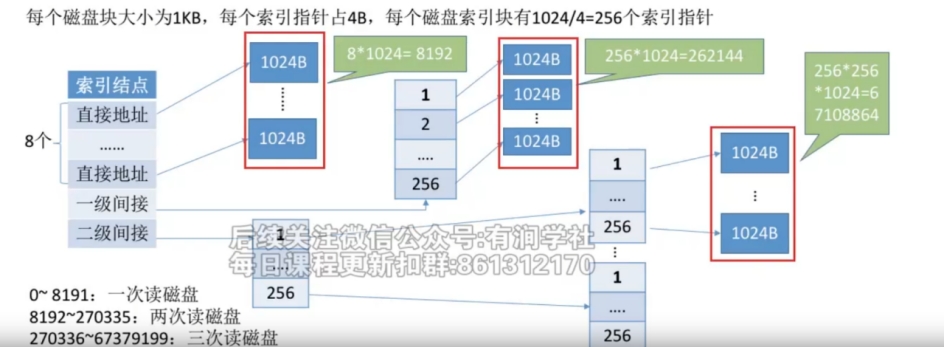 每个磁盘块大小为1KB，每个索引指针占4B，每个磁盘索引块有1024/4=256个索引指针
索引结点
8个
直接地址
......
直接地址
一级间接
二级间接
1024B
1024B
8*1024= 8192
1
2
....
256
1024B
1024B
1024B
256*1024=262144
1
....
256
1
....
256
1
....
256
1024B
1024B
256*256
*1024=6
7108864
后续关注微信公众号:有润学社
每日课程更新扣群:861312170
0~ 8191：一次读磁盘
8192~270335：两次读磁盘
270336~67379199：三次读磁盘